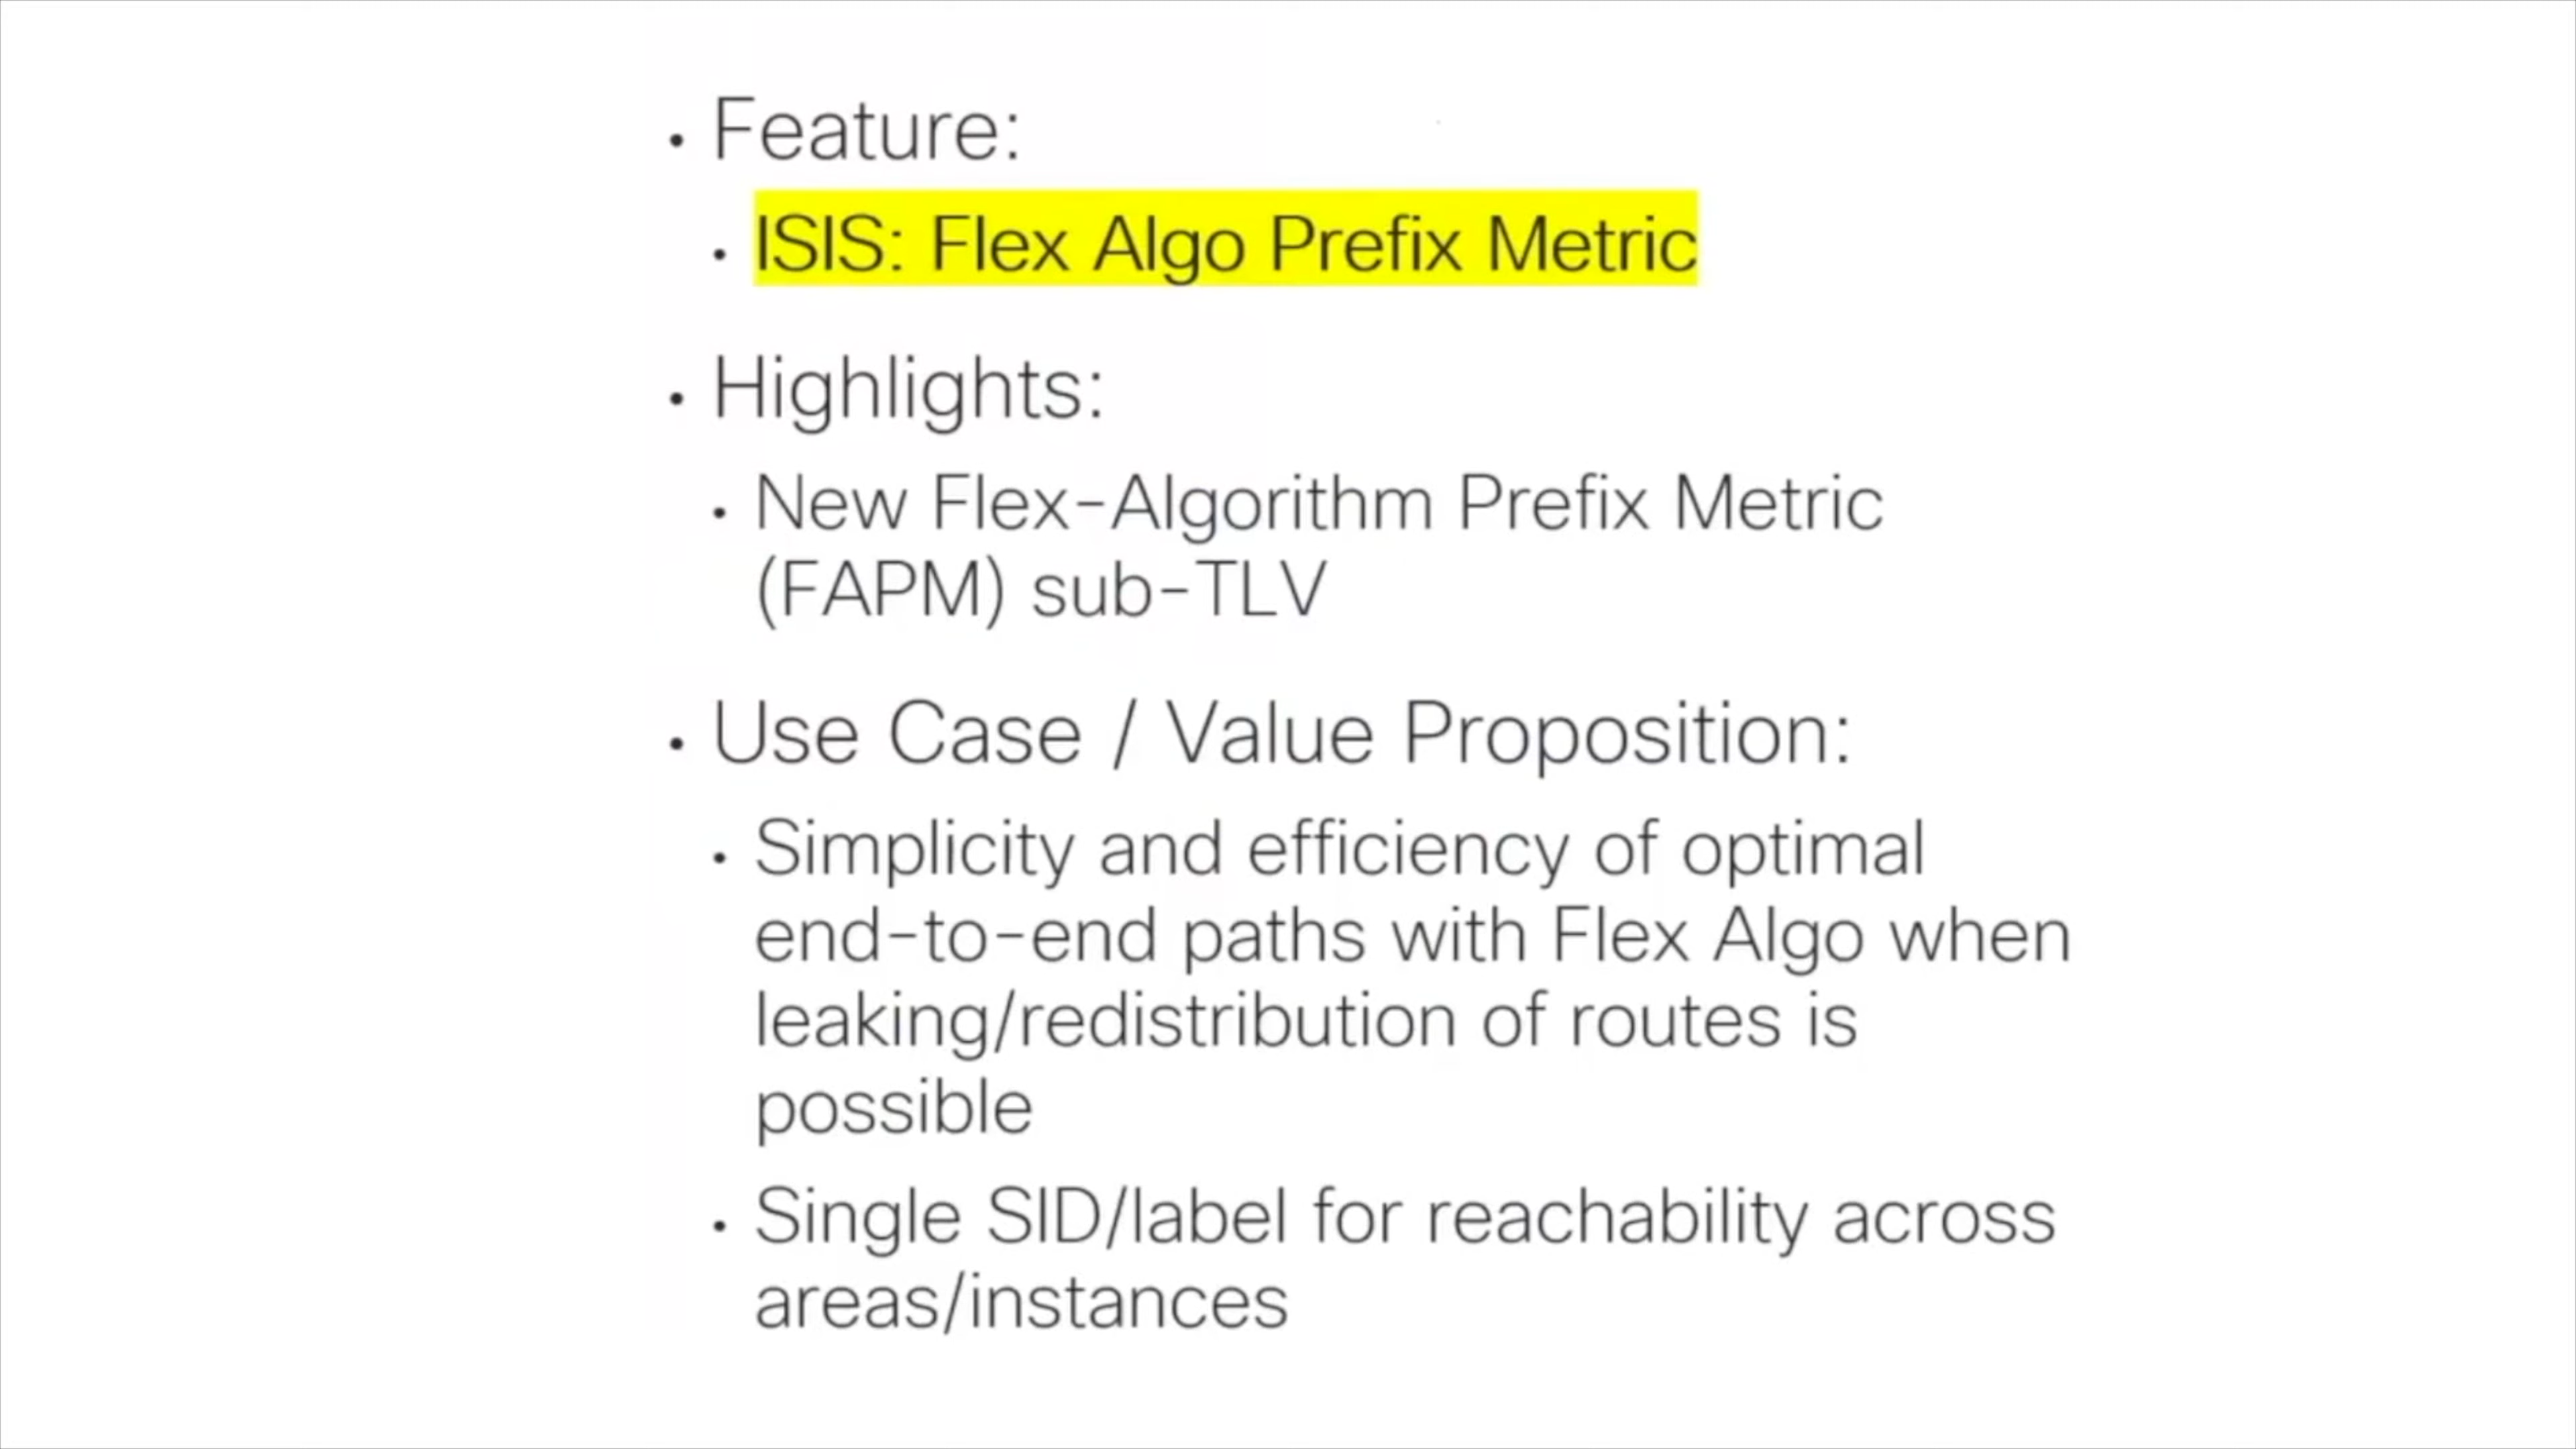 • Feature:
• ISIS: Flex Algo Prefix Metric
• Highlights:
• New Flex-Algorithm Prefix Metric
(FAPM) sub-TLV
• Use Case / Value Proposition:
• Simplicity and efficiency of optimal
end-to-end paths with Flex Algo when
leaking/redistribution of routes is
possible
• Single SID/label for reachability across
areas/instances